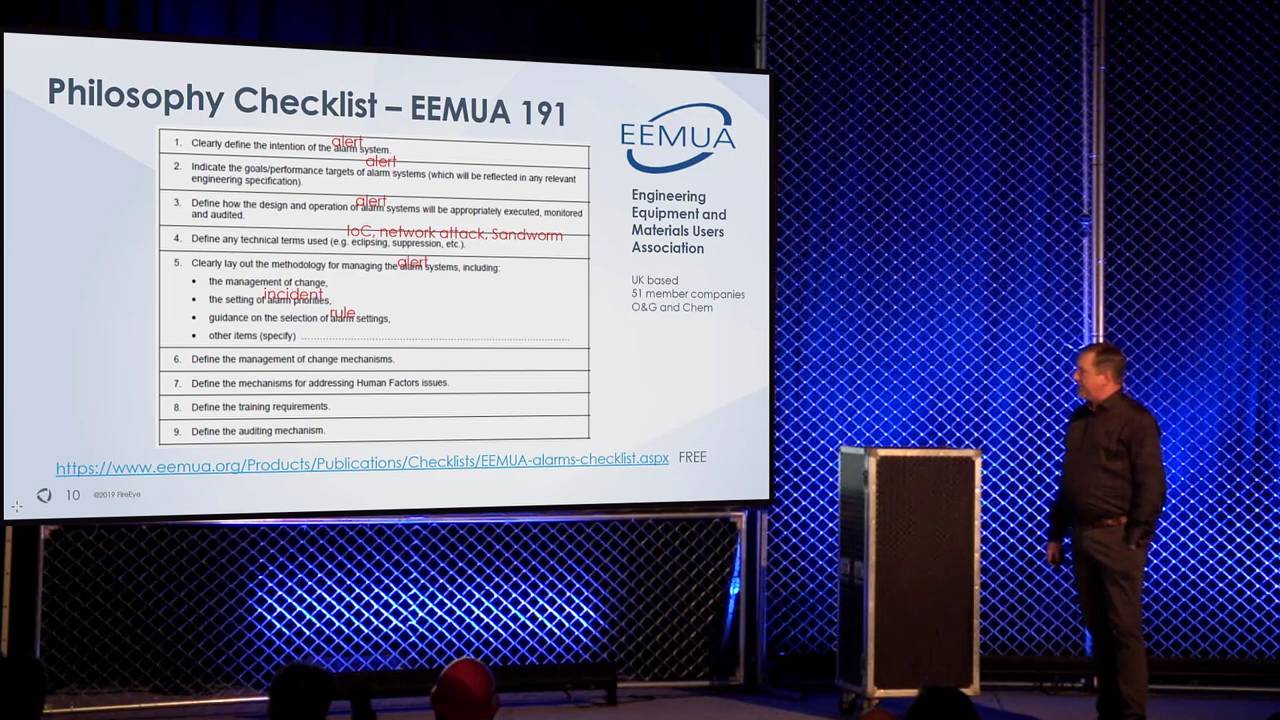 Philosophy Checklist – EEMUA 191
1. Clearly define the intention of the alarm system.
alert
2. Indicate the goals/performance targets of alarm systems (which will be reflected in any relevant
alert
engineering specification).
3. Define how the design and operation of alarm systems will be appropriately executed, monitored
alert
and audited.
4. Define any technical terms used (e.g. eclipsing, suppression, etc.).
IoC, network attack, Sandworm
5. Clearly lay out the methodology for managing the alarm systems, including:
alert
• the management of change,
• the setting of alarm priorities,
incident
• guidance on the selection of alarm settings,
rule
• other items (specify) ........................................
6. Define the management of change mechanisms.
7. Define the mechanisms for addressing Human Factors issues.
8. Define the training requirements.
9. Define the auditing mechanism.
EEMUA
Engineering
Equipment and
Materials Users
Association
UK based
51 member companies
O&G and Chem
https://www.eemua.org/Products/Publications/Checklists/EEMUA-alarms-checklist.aspx FREE
10 ©2019 FireEye